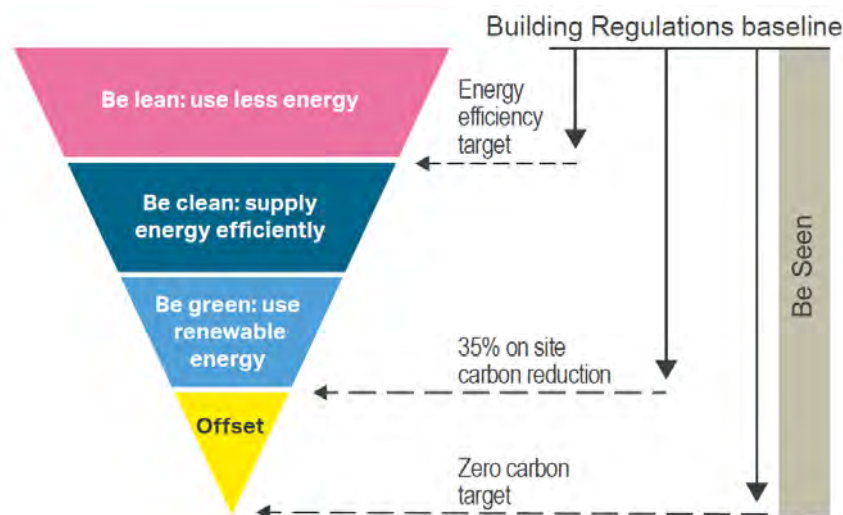 Building Regulations baseline
Be lean: use less energy
Energy
efficiency
target
Be clean: supply
energy efficiently
Be Seen
Be green: use
renewable
energy
35% on site
carbon reduction
Offset
Zero carbon
target